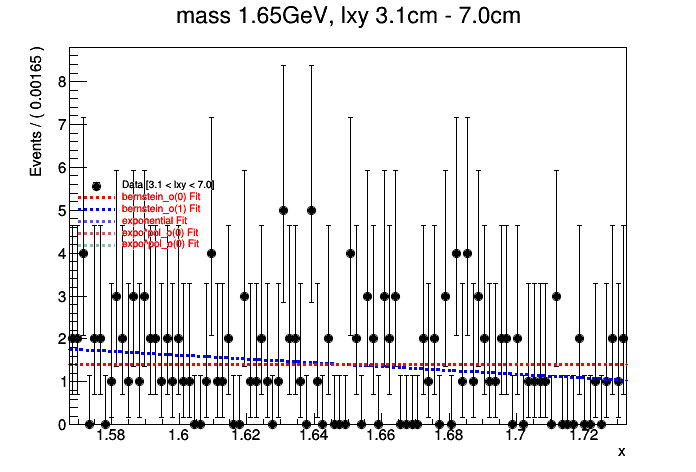 mass 1.65GeV, lxy 3.1cm - 7.0cm
Events / ( 0.00165 )
8
7
6
5
4
3
2
1
0
Data [3.1 < lxy < 7.0]
bernstein_o(0) Fit
bernstein_o(1) Fit
exponential Fit
expo*pol_o(0) Fit
expo*pol_o(0) Fit
1.58 1.6 1.62 1.64 1.66 1.68 1.7 1.72
x